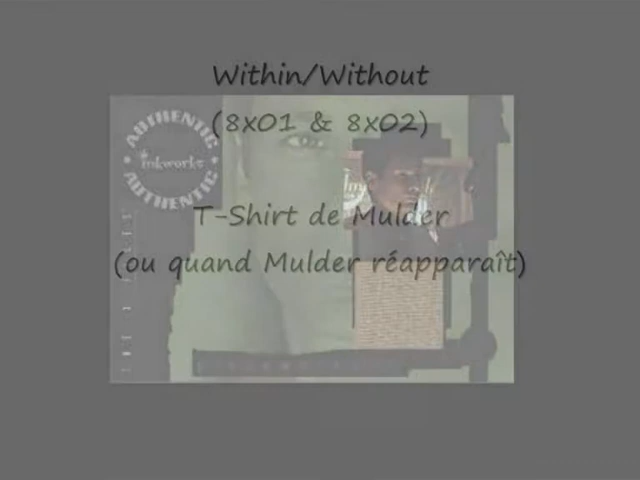 Within/Without
(8x01 & 8x02)
AUTHENTIC
inkworks
AUTHENTIC
T-Shirt de Mulder
(ou quand Mulder réapparaît)